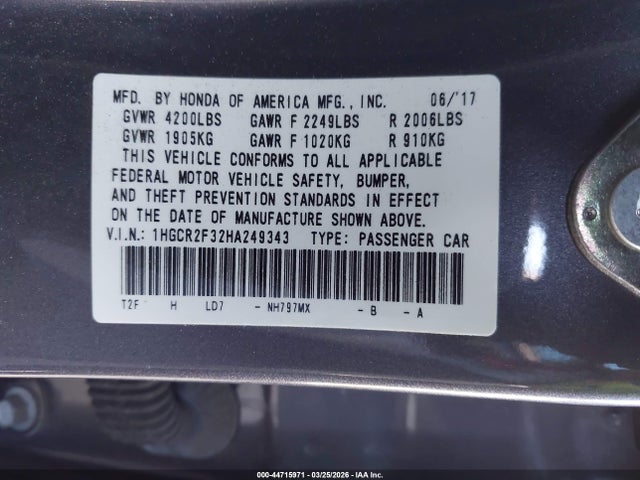 MFD. BY HONDA OF AMERICA MFG., INC. 06/'17
GVWR 4200LBS GAWR F 2249LBS R 2006LBS
GVWR 1905KG GAWR F 1020KG R 910KG
THIS VEHICLE CONFORMS TO ALL APPLICABLE
FEDERAL MOTOR VEHICLE SAFETY, BUMPER,
AND THEFT PREVENTION STANDARDS IN EFFECT
ON THE DATE OF MANUFACTURE SHOWN ABOVE.
V.I.N.: 1HGCR2F32HA249343 TYPE: PASSENGER CAR
T2F H LD7 - NH797MX - B - A
000-44715971 | 03/25/2026 | IAA Inc.